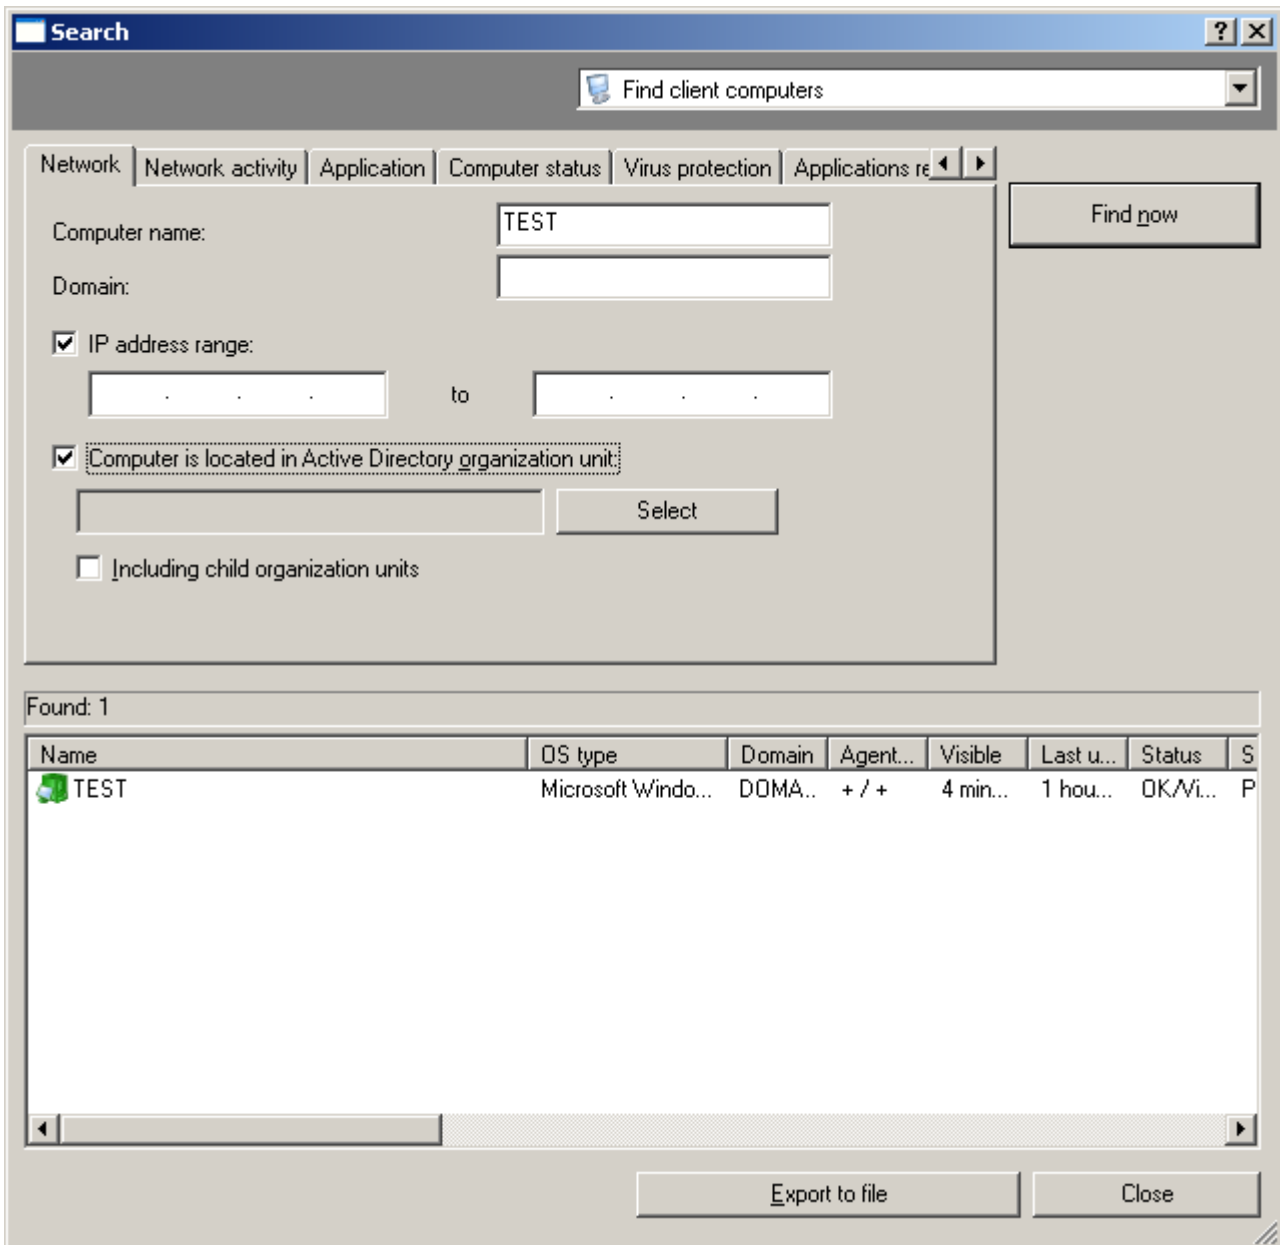 Search
Find client computers
Network Network activity Application Computer status Virus protection Applications re
Computer name: TEST
Find now
Domain:
IP address range:
. . . to . . .
Computer is located in Active Directory organization unit:
Select
Including child organization units
Found: 1
Name OS type Domain Agent... Visible Last u... Status S
TEST Microsoft Windo... DOMA... + / + 4 min... 1 hou... OK/Vi... P
Export to file Close